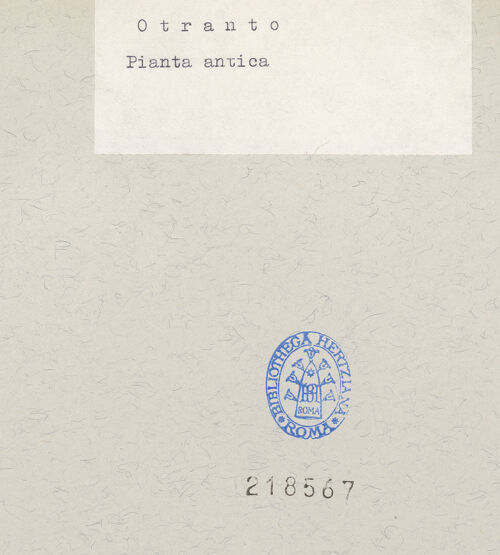 Otranto
Pianta antica
BIBLIOTHECA HERTZIANA
ROMA
ROMA
218567